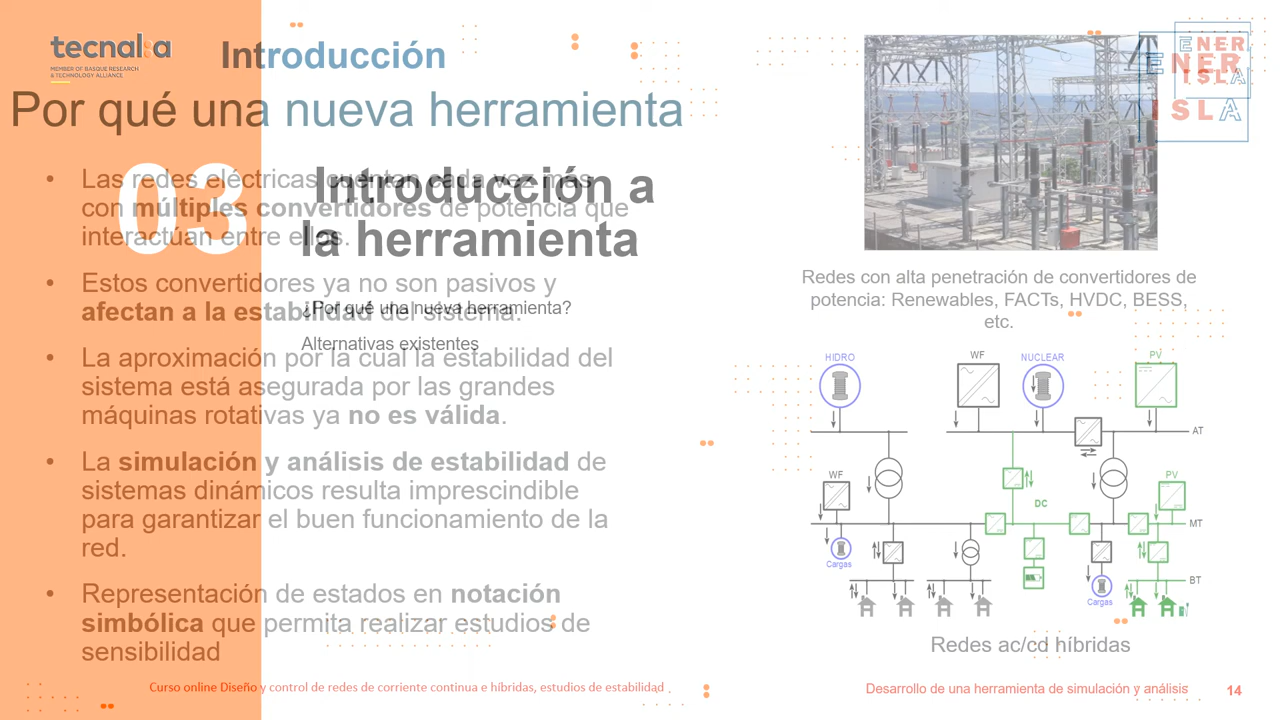 tecnalia
MEMBER OF BASQUE RESEARCH
& TECHNOLOGY ALLIANCE
Introducción
Por qué una nueva herramienta
03
Introducción a
la herramienta
¿Por qué una nueva herramienta?
Alternativas existentes
• Las redes eléctricas cuentan cada vez más
con múltiples convertidores de potencia que
interactúan entre ellos.
• Estos convertidores ya no son pasivos y
afectan a la estabilidad del sistema.
• La aproximación por la cual la estabilidad del
sistema está asegurada por las grandes
máquinas rotativas ya no es válida.
• La simulación y análisis de estabilidad de
sistemas dinámicos resulta imprescindible
para garantizar el buen funcionamiento de la
red.
• Representación de estados en notación
simbólica que permita realizar estudios de
sensibilidad
ENER
ISLA
ENER
ISLA
Redes con alta penetración de convertidores de
potencia: Renewables, FACTs, HVDC, BESS,
etc.
HIDRO
WF
NUCLEAR
PV
AT
WF
DC
PV
MT
Cargas
BT
Cargas
Redes ac/cd híbridas
Curso online Diseño y control de redes de corriente continua e híbridas, estudios de estabilidad
Desarrollo de una herramienta de simulación y análisis
14